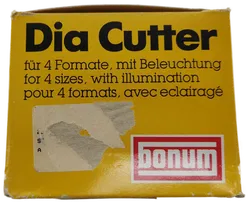 Dia Cutter
für 4 Formate, mit Beleuchtung
for 4 sizes, with illumination
pour 4 formats, avec eclairagé
bonum